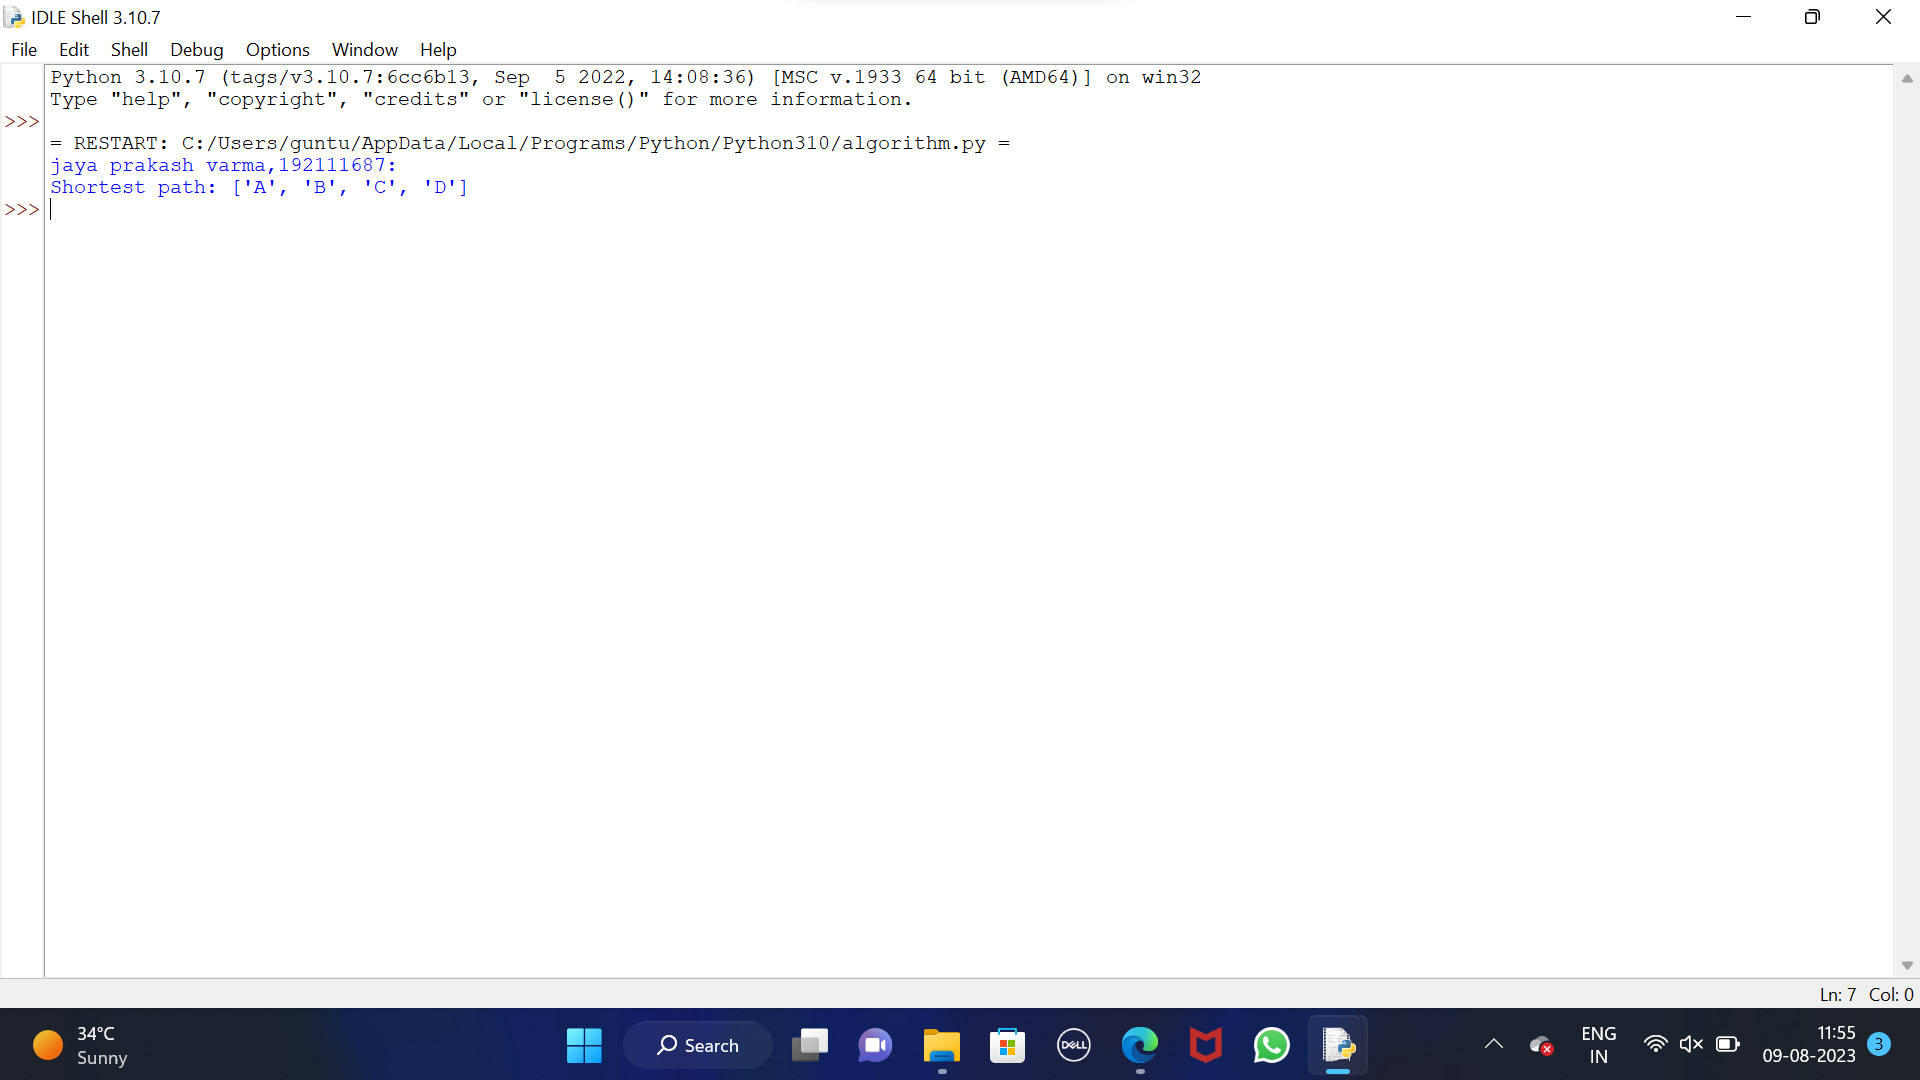 IDLE Shell 3.10.7
File Edit Shell Debug Options Window Help
Python 3.10.7 (tags/v3.10.7:6cc6b13, Sep  5 2022, 14:08:36) [MSC v.1933 64 bit (AMD64)] on win32
Type "help", "copyright", "credits" or "license()" for more information.
>>>
= RESTART: C:/Users/guntu/AppData/Local/Programs/Python/Python310/algorithm.py =
jaya prakash varma,192111687:
Shortest path: ['A', 'B', 'C', 'D']
>>>
Ln: 7 Col: 0
34°C
Sunny
Search
DELL
ENG
IN
11:55
09-08-2023
3